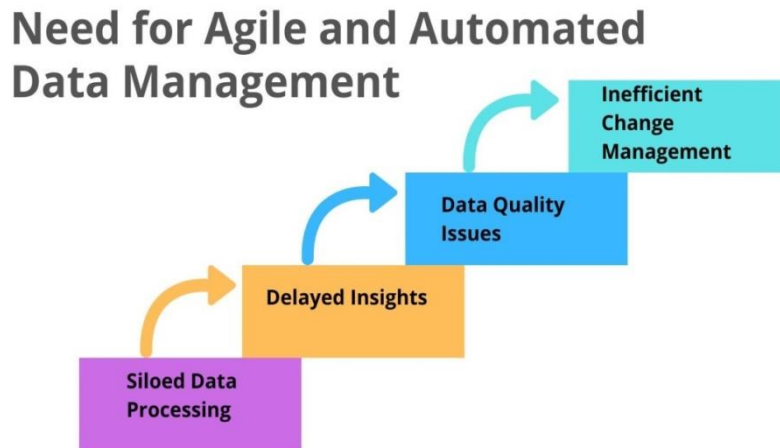 Need for Agile and Automated
Data Management
Inefficient
Change
Management
Data Quality
Issues
Delayed Insights
Siloed Data
Processing